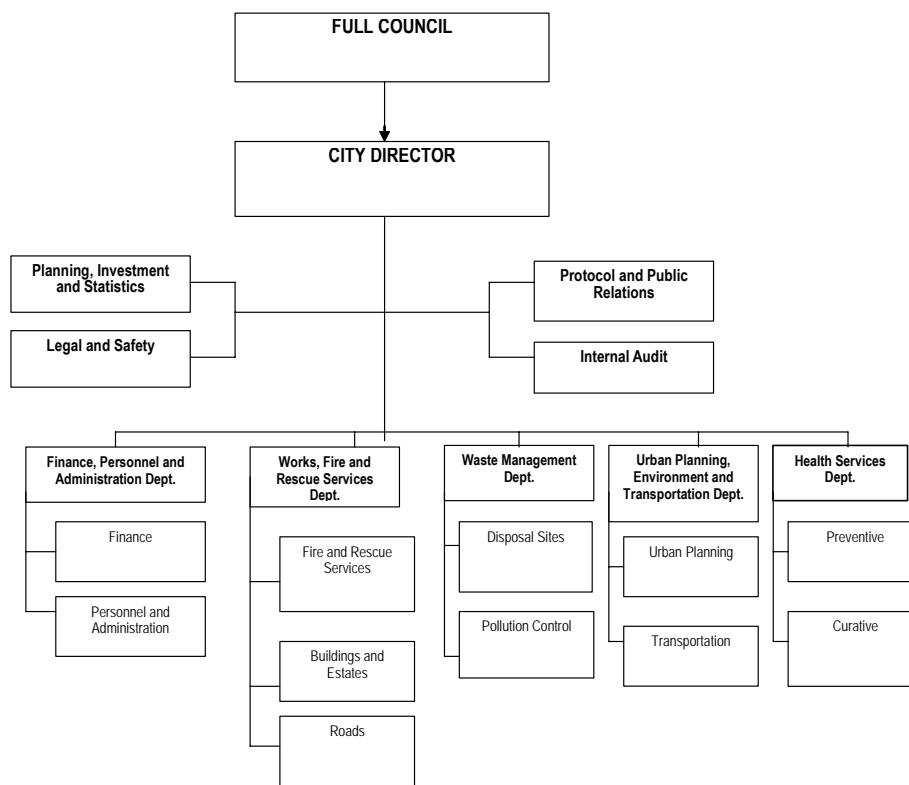 FULL COUNCIL
CITY DIRECTOR
Planning, Investment
and Statistics
Protocol and Public
Relations
Legal and Safety
Internal Audit
Finance, Personnel and
Administration Dept.
Works, Fire and
Rescue Services
Dept.
Waste Management
Dept.
Urban Planning,
Environment and
Transportation Dept.
Health Services
Dept.
Finance
Personnel and
Administration
Fire and Rescue
Services
Buildings and
Estates
Roads
Disposal Sites
Pollution Control
Urban Planning
Transportation
Preventive
Curative